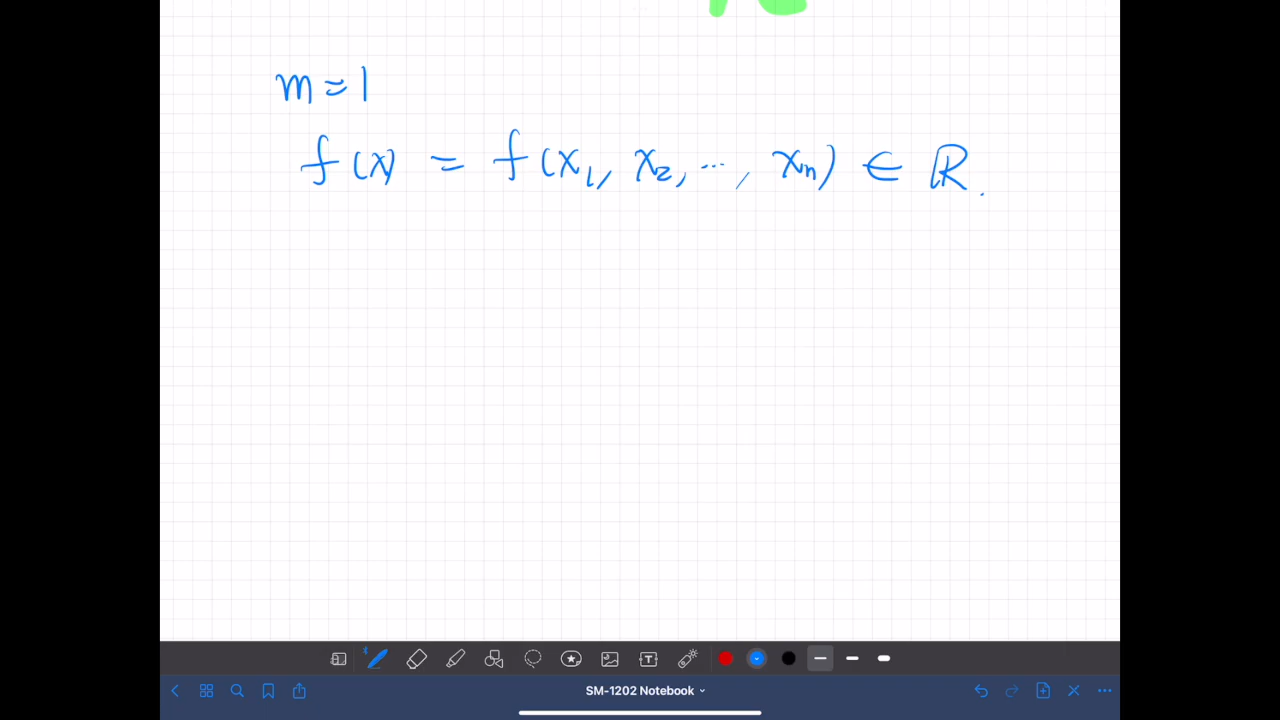 m = 1
f(x) = f(x₁, x₂, ..., xₙ) ∈ ℝ.
SM-1202 Notebook